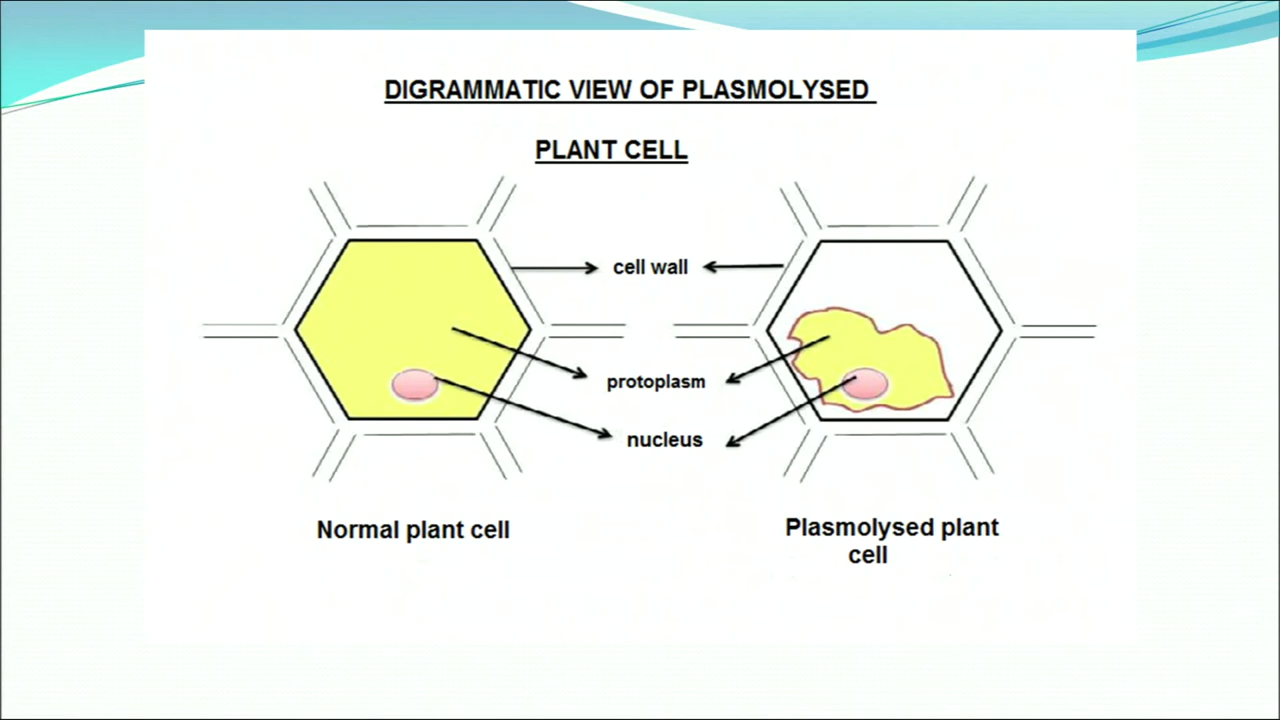 DIGRAMMATIC VIEW OF PLASMOLYSED
PLANT CELL
cell wall
protoplasm
nucleus
Normal plant cell
Plasmolysed plant
cell